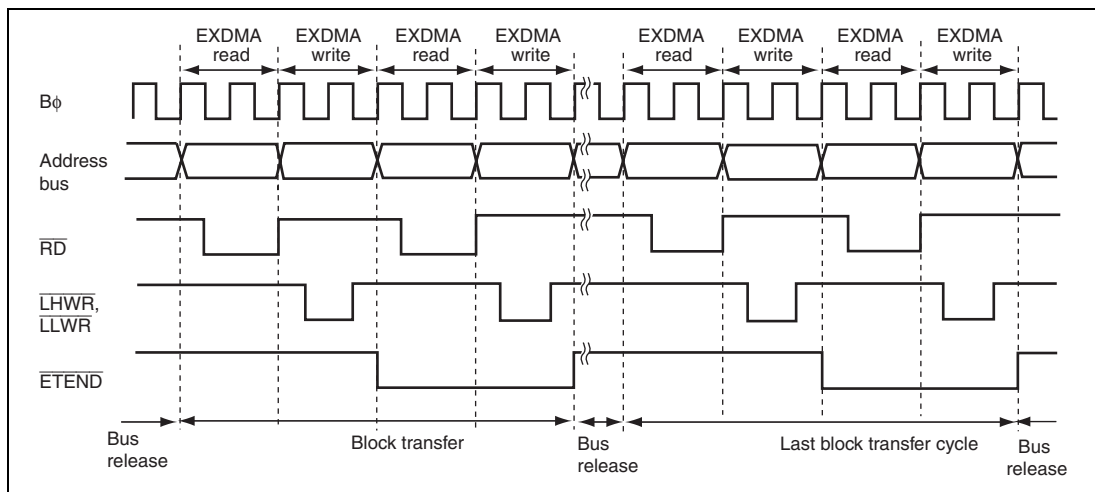 EXDMA read
EXDMA write
EXDMA read
EXDMA write
EXDMA read
EXDMA write
EXDMA read
EXDMA write
Bφ
Address bus
RD
LHWR,
LLWR
ETEND
Bus release
Block transfer
Bus release
Last block transfer cycle
Bus release